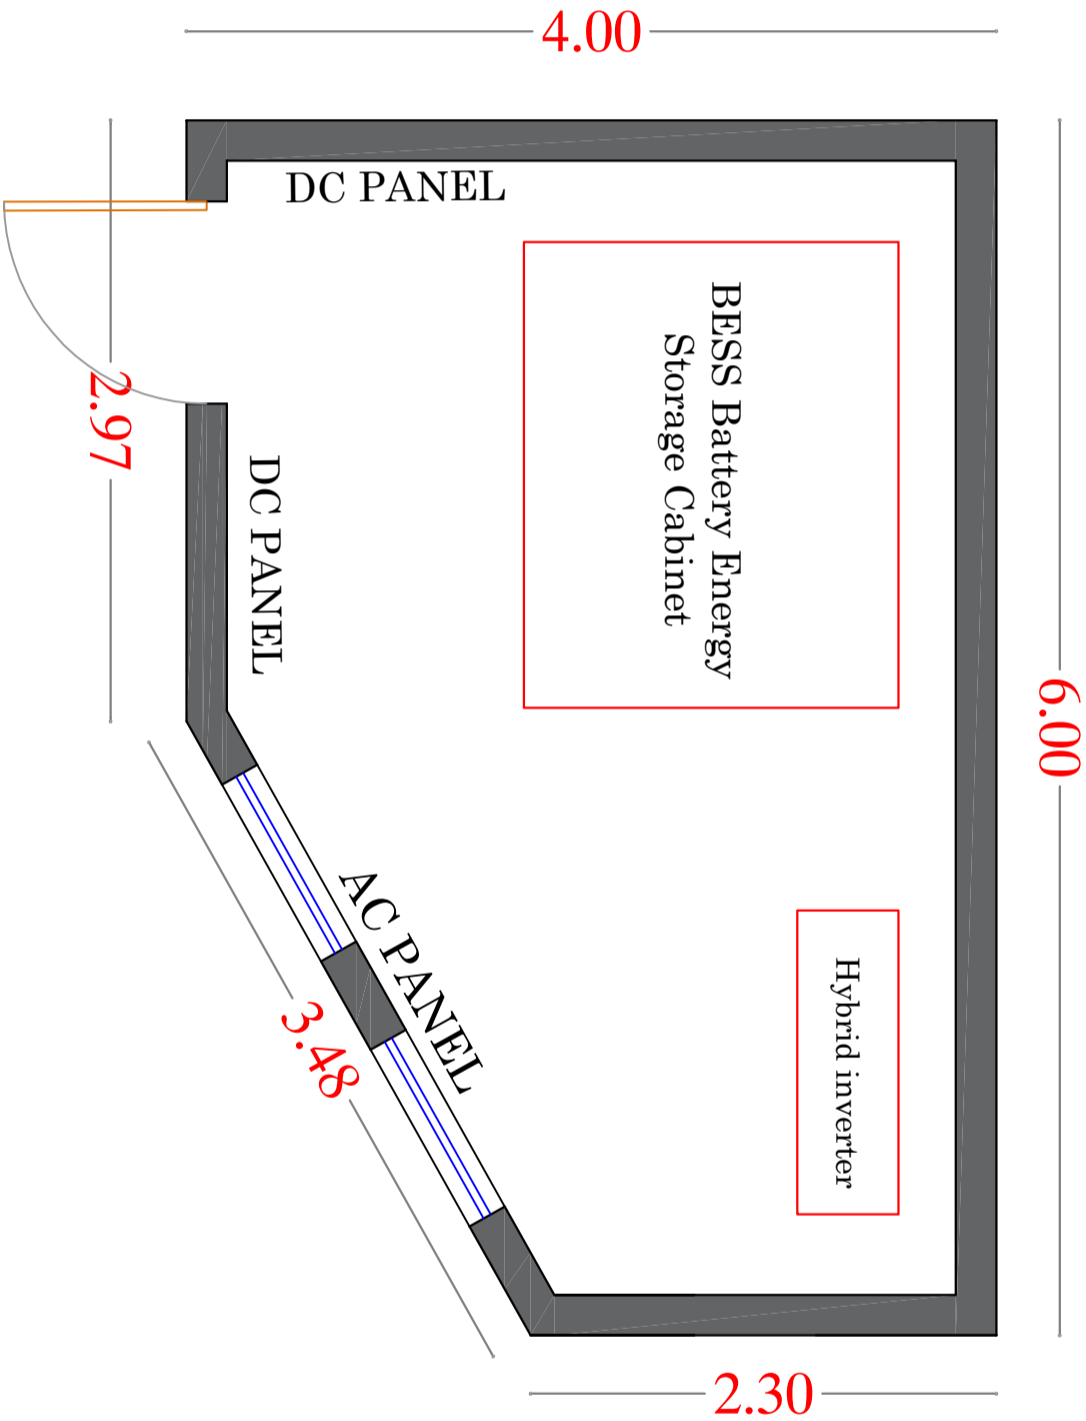 4.00
DC PANEL
BESS Battery Energy
Storage Cabinet
2.97
DC PANEL
6.00
AC PANEL
3.48
Hybrid inverter
2.30